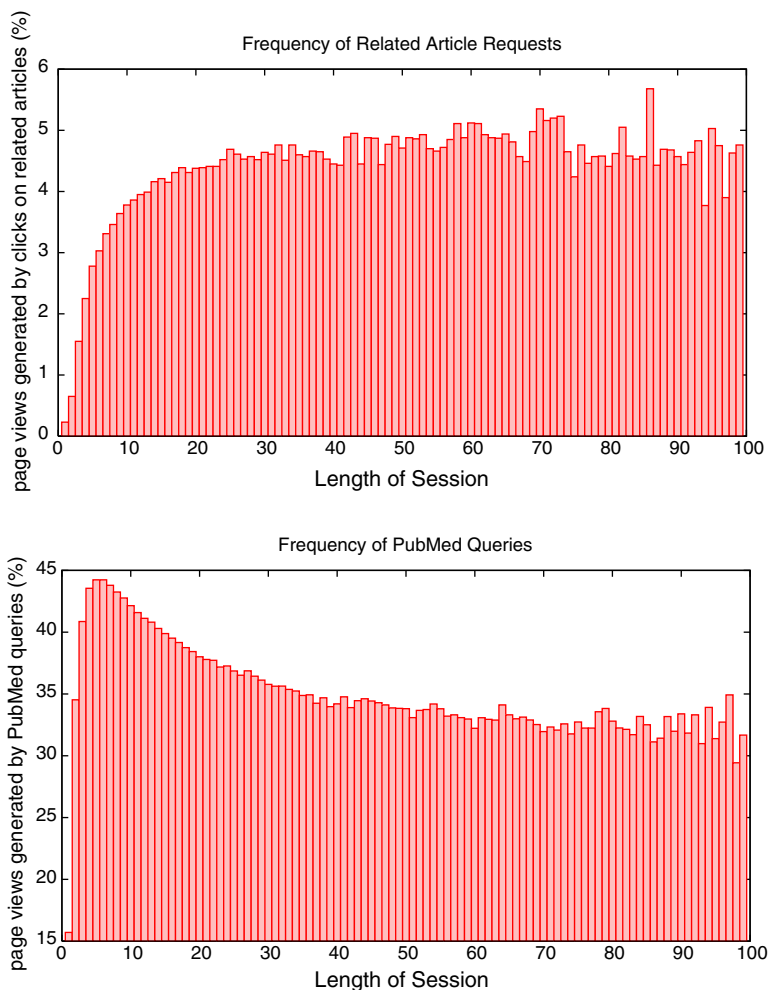 Frequency of Related Article Requests
page views generated by clicks on related articles (%)
6
5
4
3
2
1
0
0 10 20 30 40 50 60 70 80 90 100
Length of Session
Frequency of PubMed Queries
page views generated by PubMed queries (%)
45
40
35
30
25
20
15
0 10 20 30 40 50 60 70 80 90 100
Length of Session